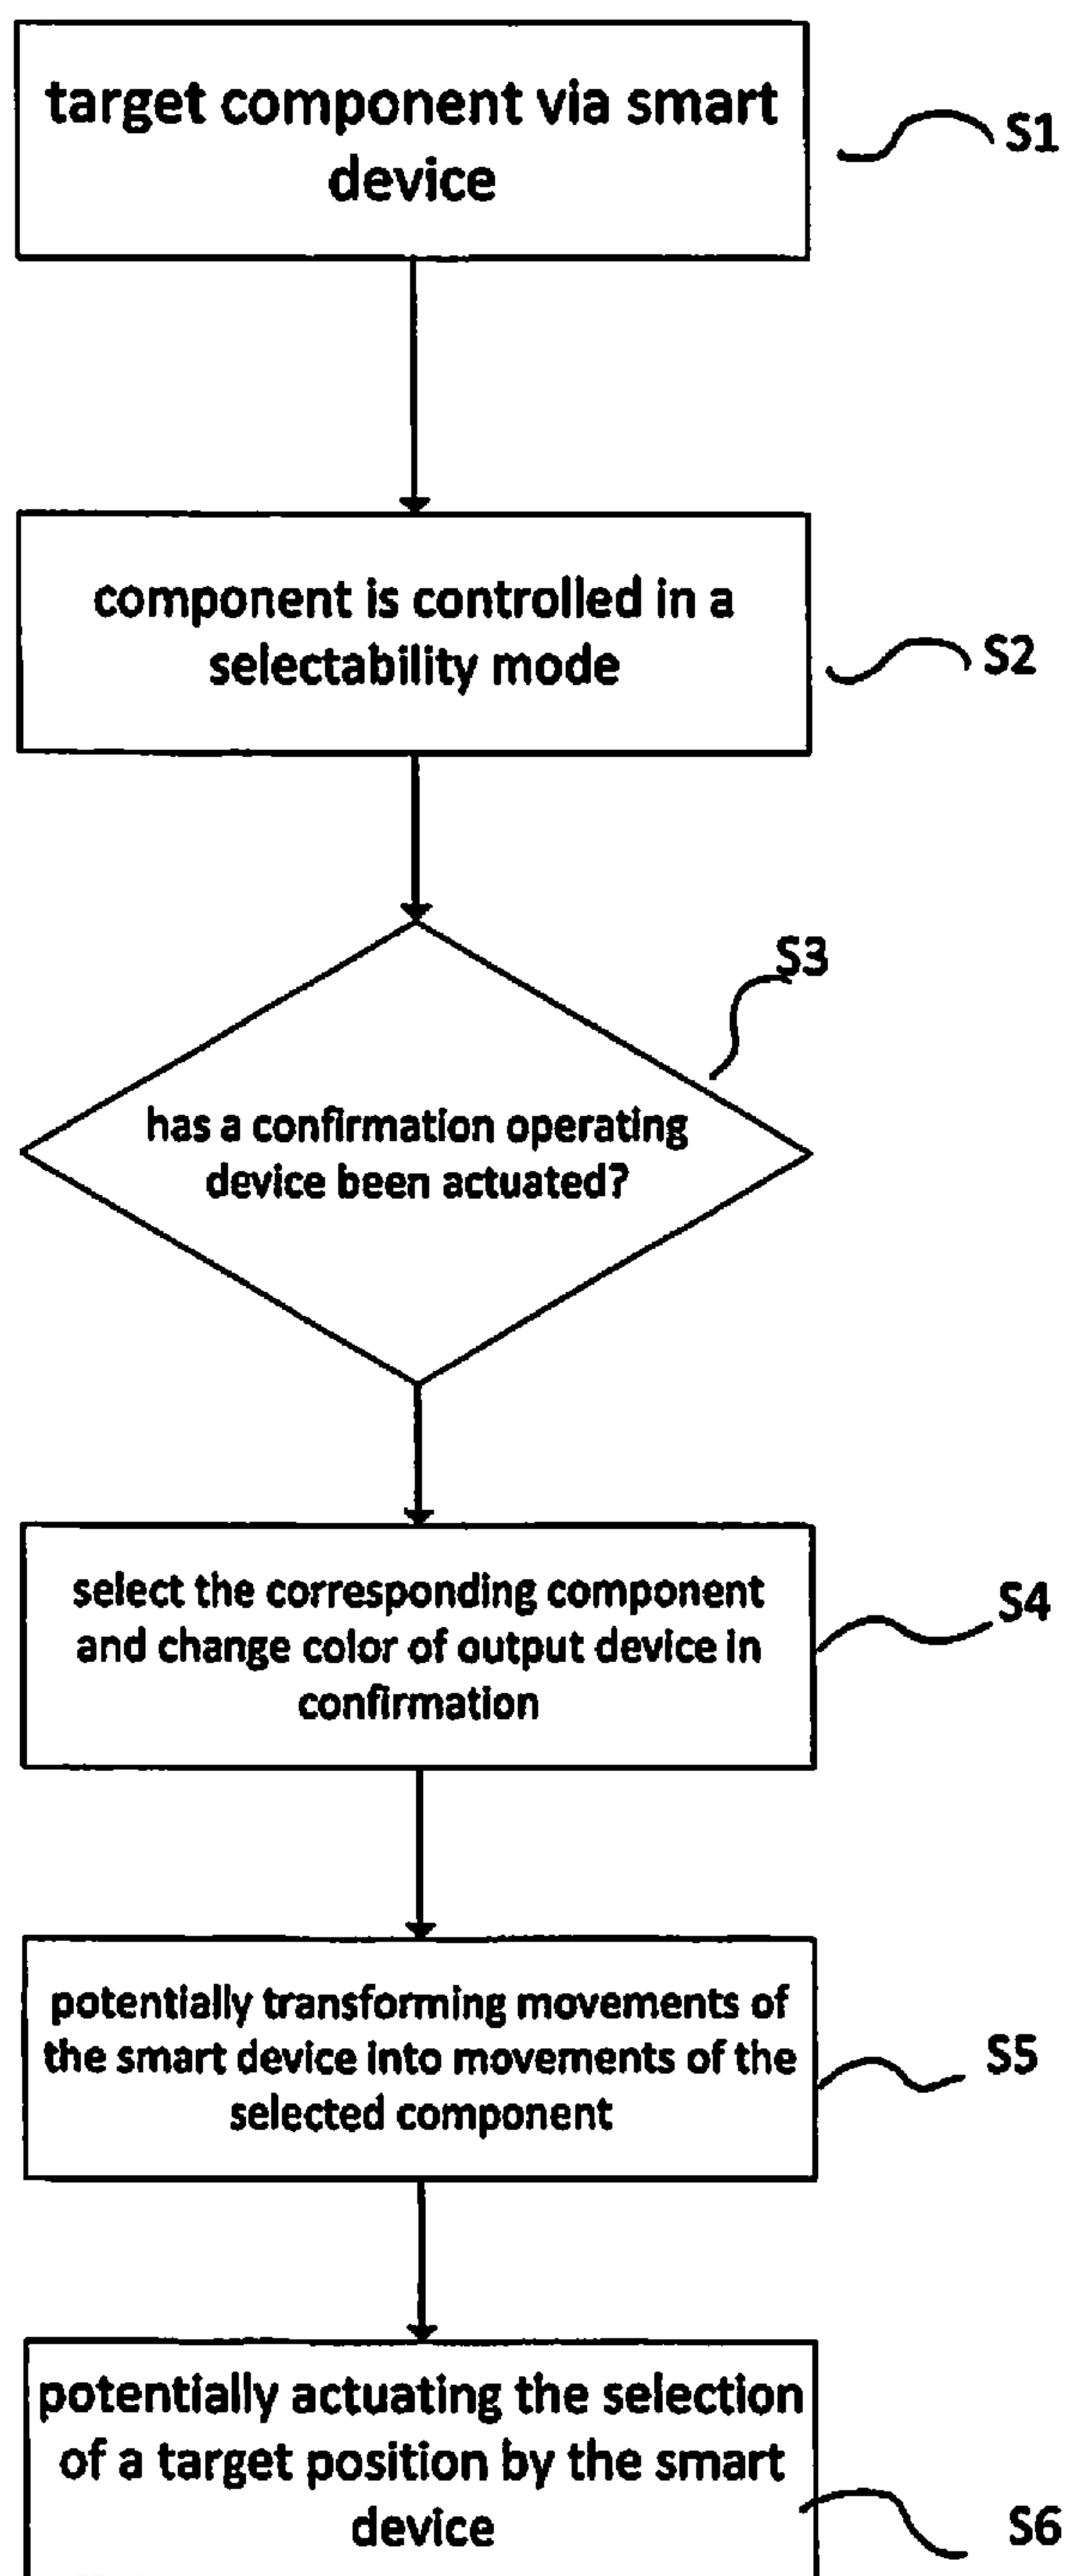 target component via smart
device
S1
component is controlled in a
selectability mode
S2
S3
has a confirmation operating
device been actuated?
select the corresponding component
and change color of output device in
confirmation
S4
potentially transforming movements of
the smart device into movements of the
selected component
S5
potentially actuating the selection
of a target position by the smart
device
S6